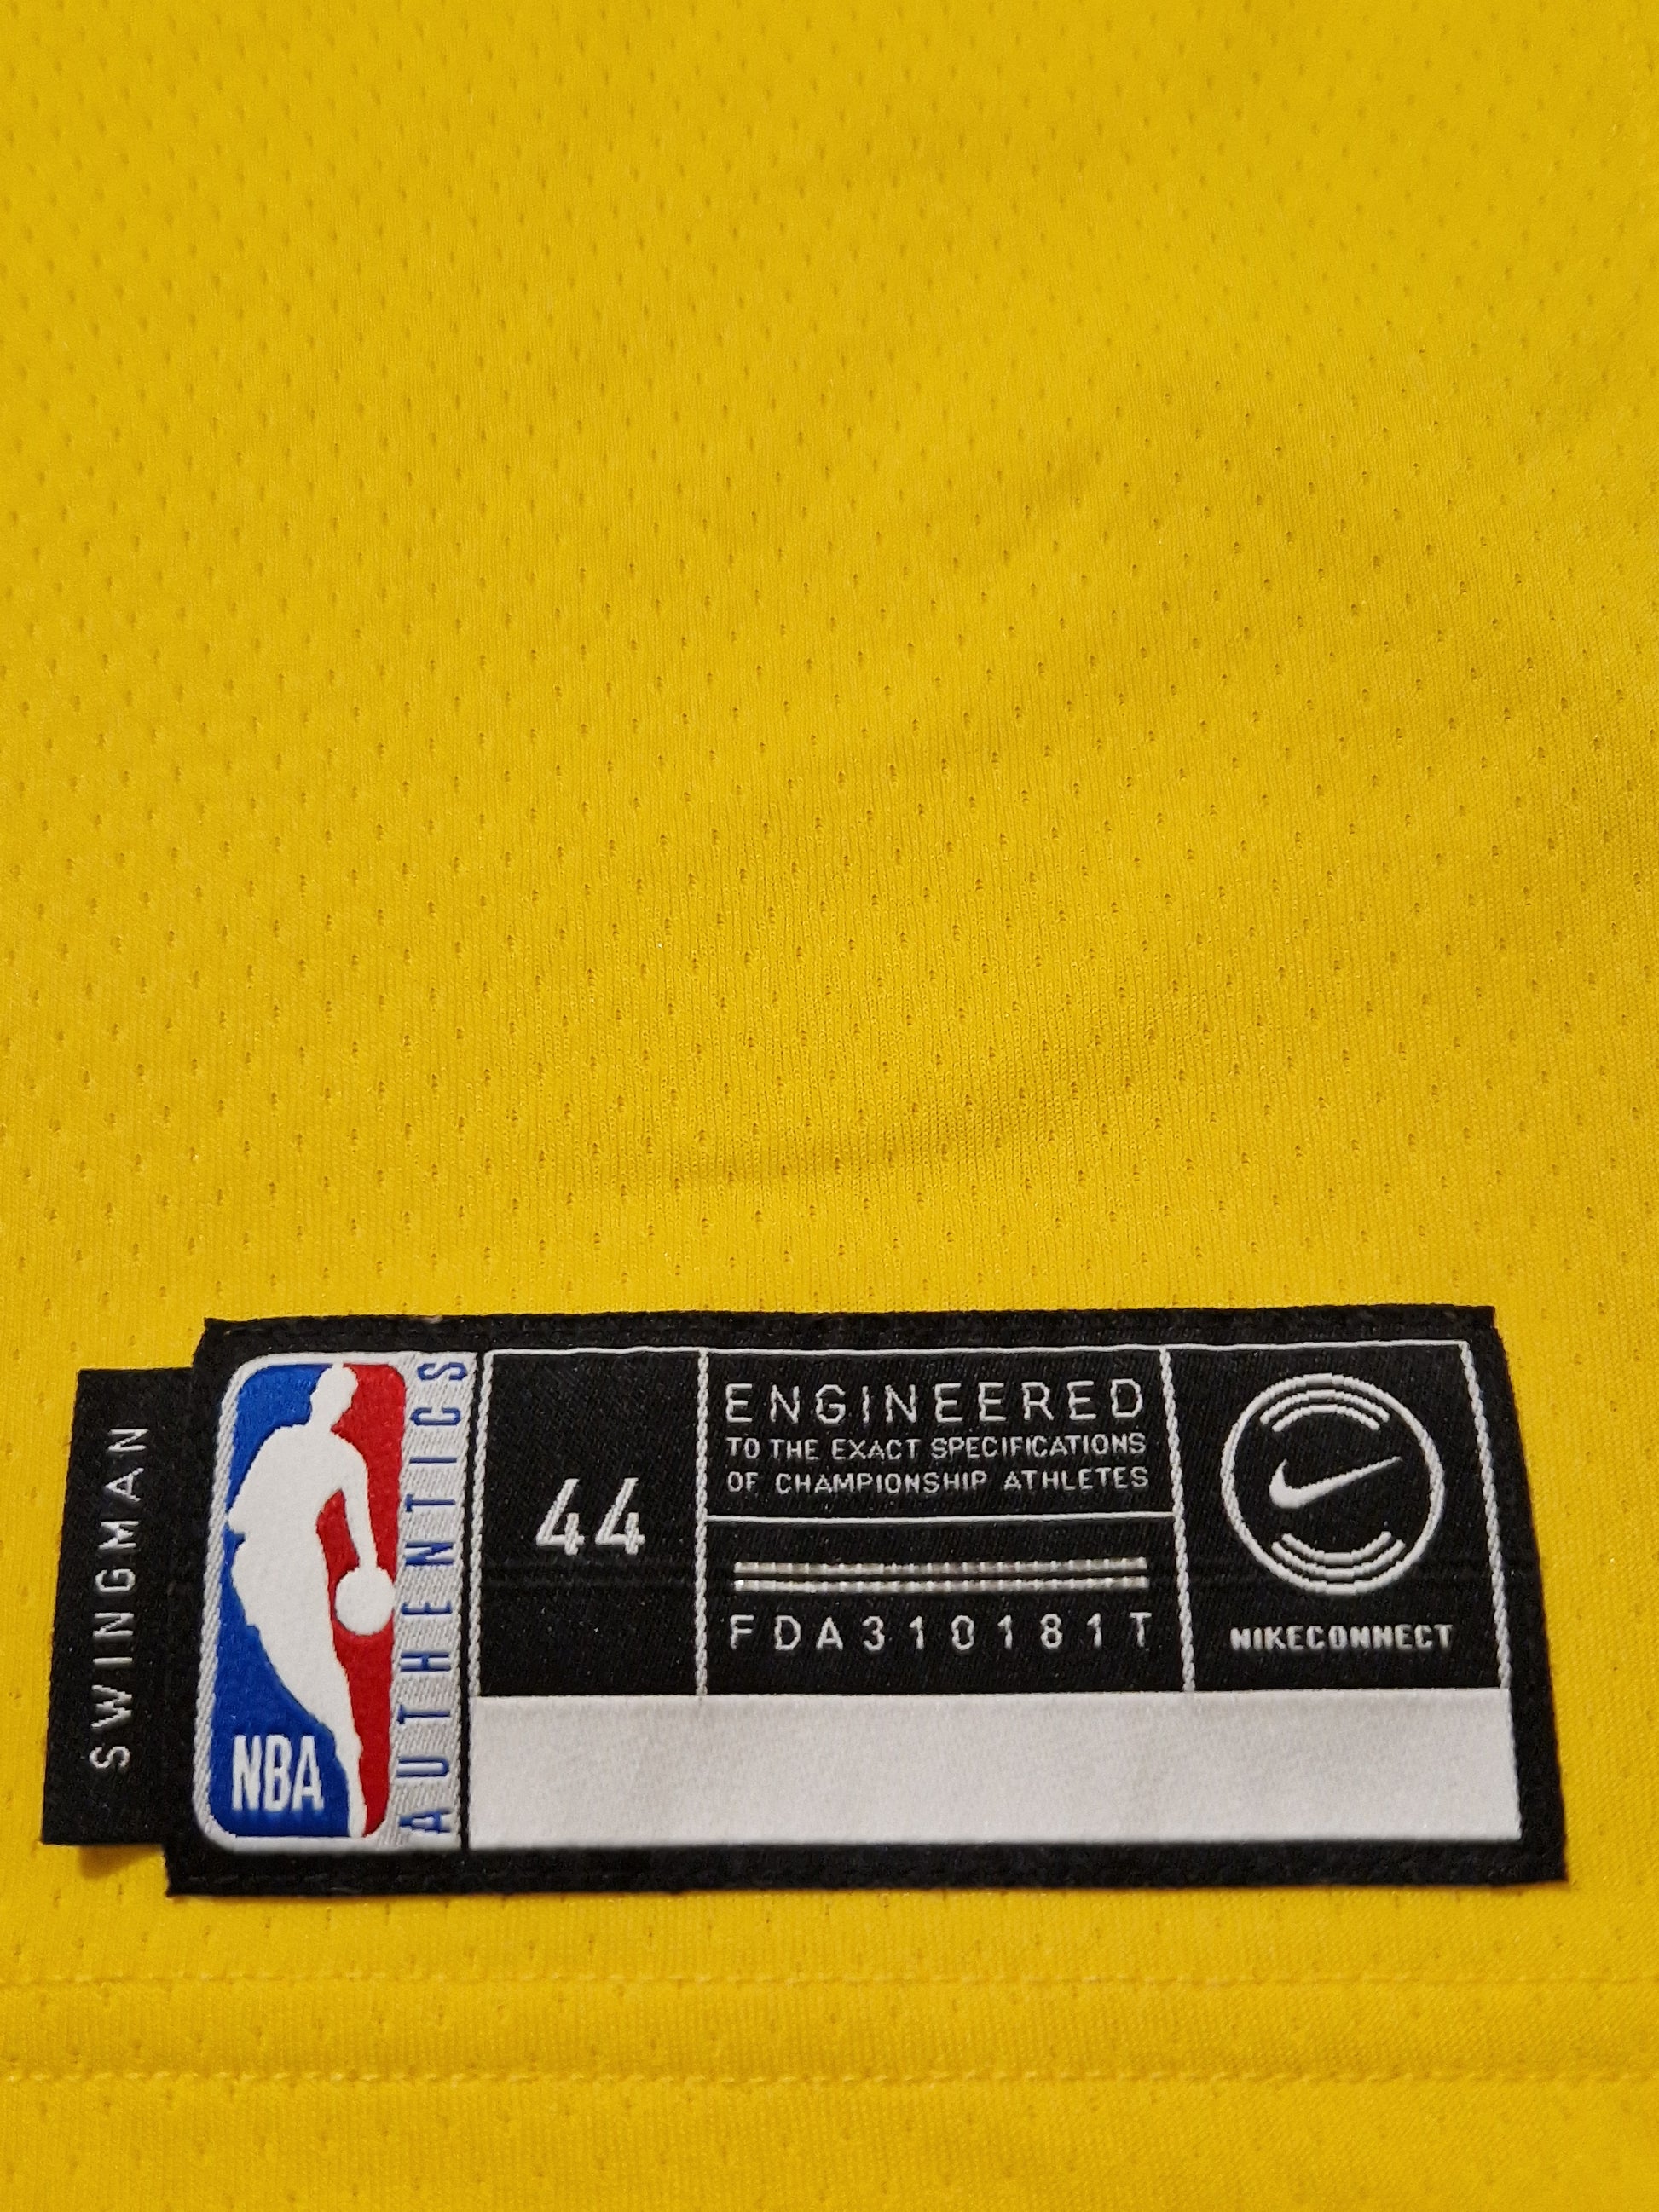 SWINGMAN
NBA
AUTHENTICS
44
ENGINEERED
TO THE EXACT SPECIFICATIONS
OF CHAMPIONSHIP ATHLETES
FDA310181T
NIKECONNECT